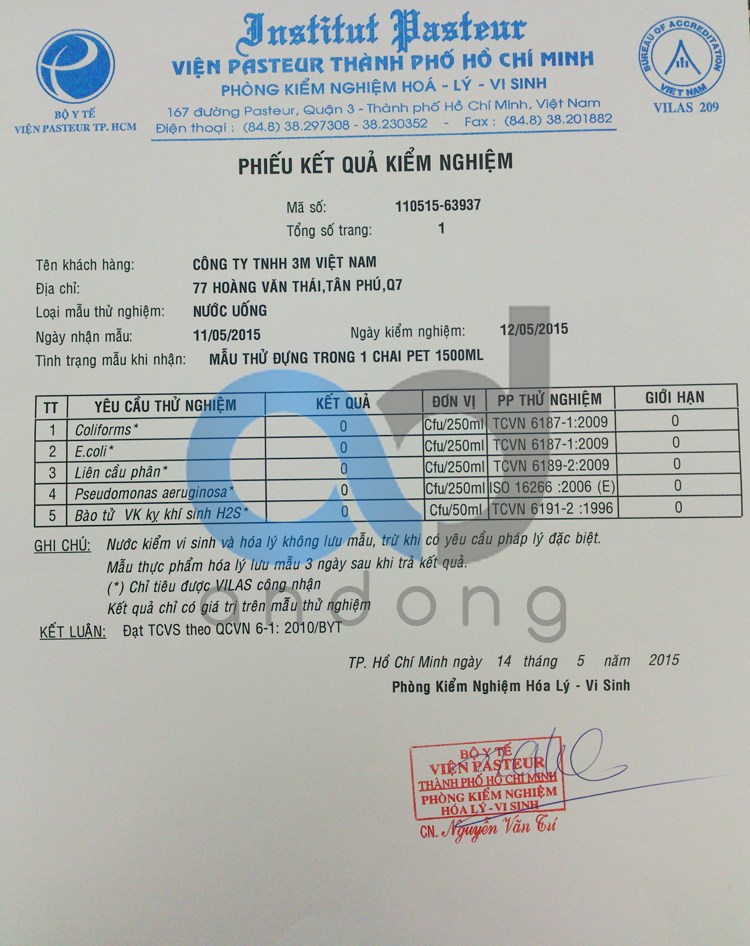 Institut Pasteur
VIỆN PASTEUR THÀNH PHỐ HỒ CHÍ MINH
PHÒNG KIỂM NGHIỆM HOÁ - LÝ - VI SINH
167 đường Pasteur, Quận 3 - Thành phố Hồ Chí Minh, Việt Nam
Điện thoại : (84.8) 38.297308 - 38.230352 - Fax : (84.8) 38.201882
BỘ Y TẾ
VIỆN PASTEUR TP. HCM
BUREAU OF ACCREDITATION
VIET NAM
VILAS 209
PHIẾU KẾT QUẢ KIỂM NGHIỆM
Mã số: 110515-63937
Tổng số trang: 1
Tên khách hàng: CÔNG TY TNHH 3M VIỆT NAM
Địa chỉ: 77 HOÀNG VĂN THÁI,TÂN PHÚ,Q7
Loại mẫu thử nghiệm: NƯỚC UỐNG
Ngày nhận mẫu: 11/05/2015 Ngày kiểm nghiệm: 12/05/2015
Tình trạng mẫu khi nhận: MẪU THỬ ĐỰNG TRONG 1 CHAI PET 1500ML
TT YÊU CẦU THỬ NGHIỆM KẾT QUẢ ĐƠN VỊ PP THỬ NGHIỆM GIỚI HẠN
1 Coliforms* 0 Cfu/250ml TCVN 6187-1:2009 0
2 E.coli* 0 Cfu/250ml TCVN 6187-1:2009 0
3 Liên cầu phân* 0 Cfu/250ml TCVN 6189-2:2009 0
4 Pseudomonas aeruginosa* 0 Cfu/250ml ISO 16266 :2006 (E) 0
5 Bào tử VK kỵ khí sinh H2S* 0 Cfu/50ml TCVN 6191-2 :1996 0
GHI CHÚ: Nước kiểm vi sinh và hóa lý không lưu mẫu, trừ khi có yêu cầu pháp lý đặc biệt.
Mẫu thực phẩm hóa lý lưu mẫu 3 ngày sau khi trả kết quả.
(*) Chỉ tiêu được VILAS công nhận
Kết quả chỉ có giá trị trên mẫu thử nghiệm
andong
KẾT LUẬN: Đạt TCVS theo QCVN 6-1: 2010/BYT
TP. Hồ Chí Minh ngày 14 tháng 5 năm 2015
Phòng Kiểm Nghiệm Hóa Lý - Vi Sinh
BỘ Y TẾ
VIỆN PASTEUR
THÀNH PHỐ HỒ CHÍ MINH
PHÒNG KIỂM NGHIỆM
HÓA LÝ - VI SINH
CN. Nguyễn Văn Tú